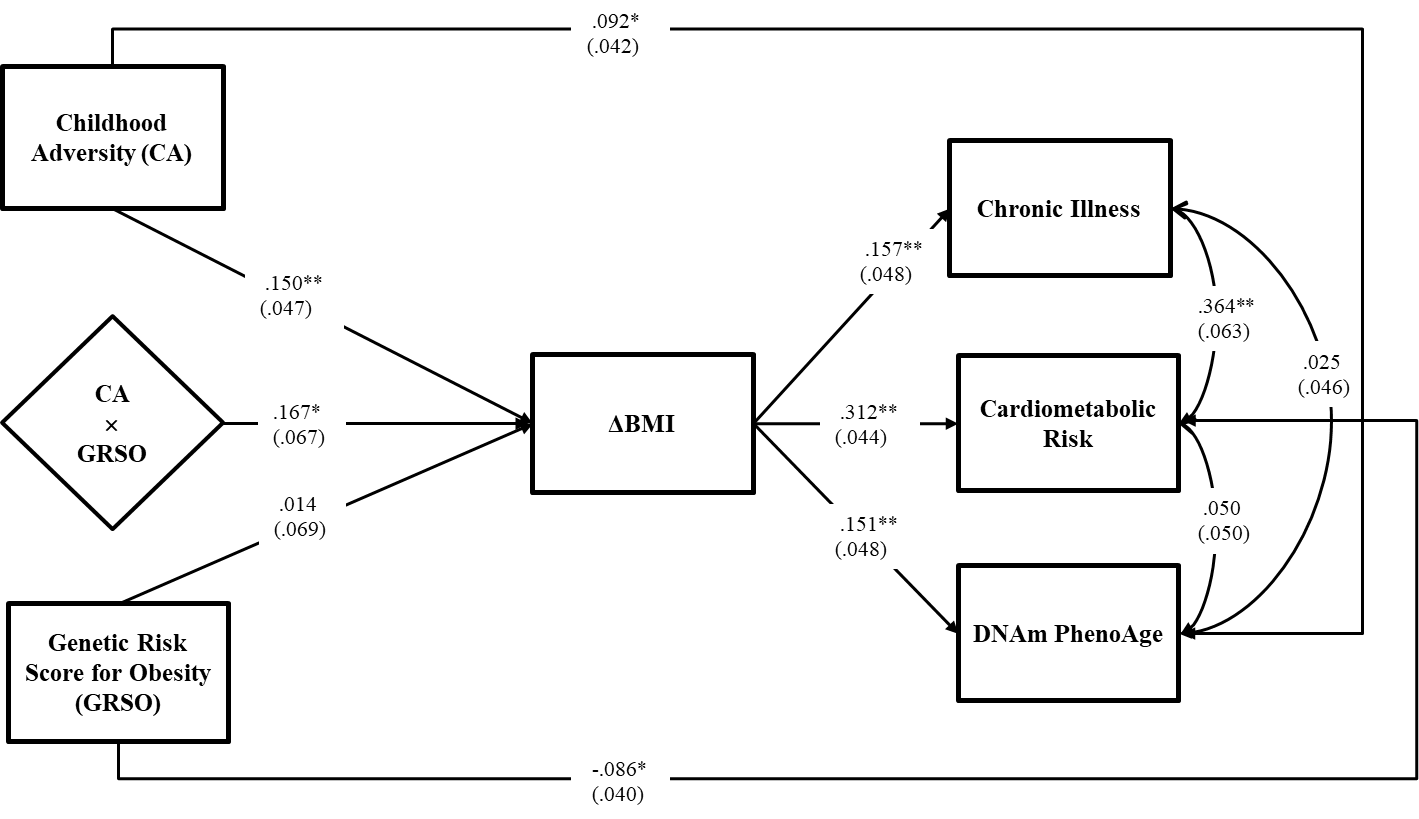 .092*
(.042)
Childhood
Adversity (CA)
Chronic Illness
.157**
(.048)
.150**
(.047)
.364**
(.063)
.025
(.046)
CA
×
GRSO
.167*
(.067)
ΔBMI
.312**
(.044)
Cardiometabolic
Risk
.014
(.069)
.151**
(.048)
.050
(.050)
Genetic Risk
Score for Obesity
(GRSO)
DNAm PhenoAge
-.086*
(.040)